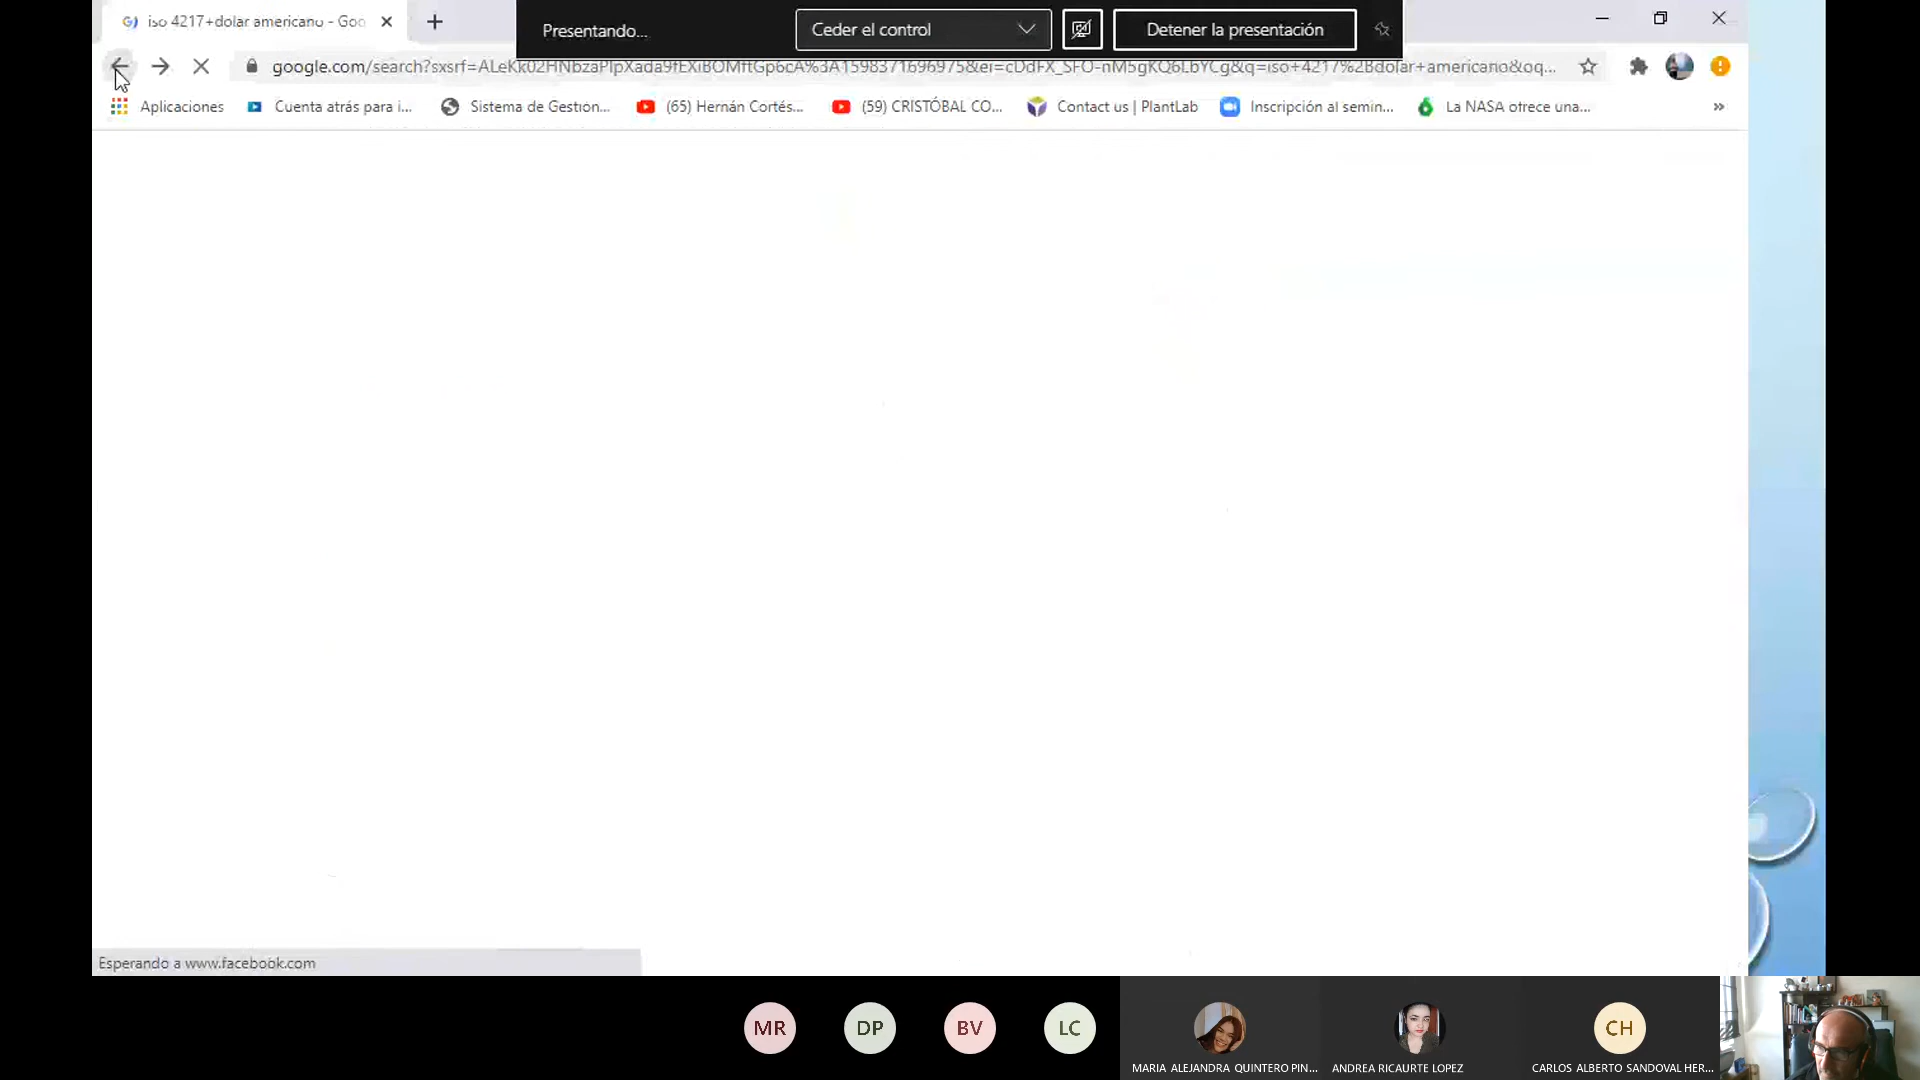 iso 4217+dolar americano - Goo
Presentando...
Ceder el control
Detener la presentación
google.com/search?sxsrf=ALeKk02HNbzaPlpXada9fEXiBOMftGp6cA%3A1598371696975&ei=cDdFX_SFO-nM5gKQ6LbYCg&q=iso+4217%2Bdolar+americano&oq...
Aplicaciones
Cuenta atrás para i...
Sistema de Gestion...
(65) Hernán Cortés...
(59) CRISTÓBAL CO...
Contact us | PlantLab
Inscripción al semin...
La NASA ofrece una...
»
Esperando a www.facebook.com
MR
DP
BV
LC
CH
MARIA ALEJANDRA QUINTERO PIN...
ANDREA RICAURTE LOPEZ
CARLOS ALBERTO SANDOVAL HER...